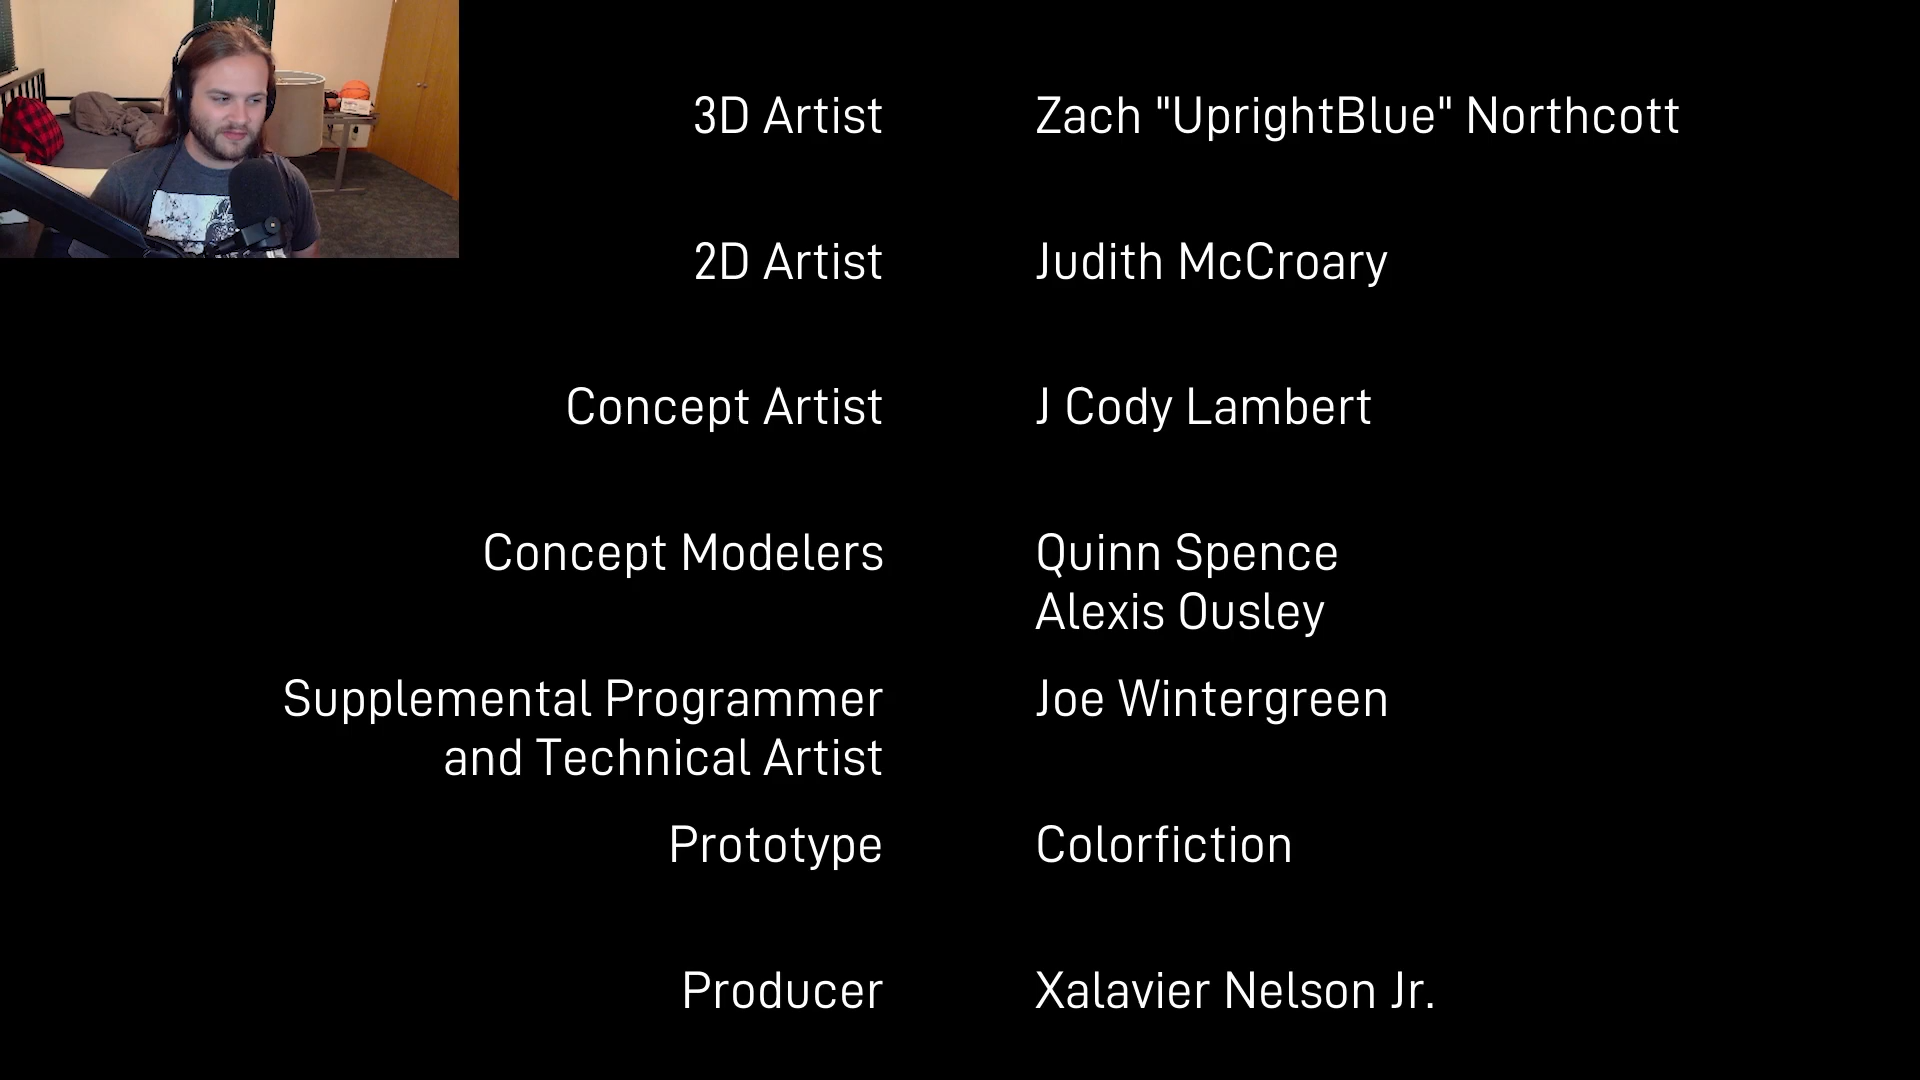 3D Artist Zach "UprightBlue" Northcott
2D Artist Judith McCroary
Concept Artist J Cody Lambert
Concept Modelers Quinn Spence
Alexis Ousley
Supplemental Programmer Joe Wintergreen
and Technical Artist
Prototype Colorfiction
Producer Xalavier Nelson Jr.